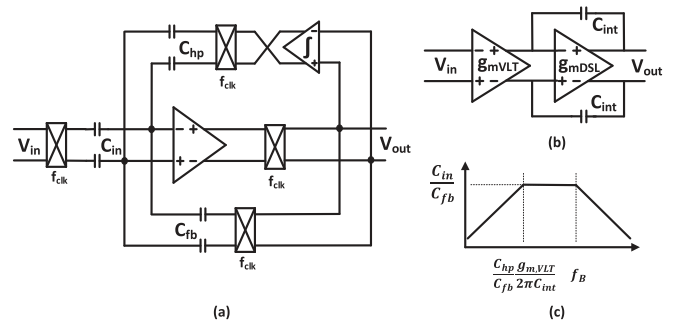 (a)
C_hp
f_clk
∫
− +
V_in
f_clk
C_in
− +
+ −
f_clk
V_out
C_fb
f_clk
(a)
C_int
V_in
− +
g_mVLT
+ −
− +
g_mDSL
+ −
V_out
C_int
(b)
C_in / C_fb
C_hp / C_fb g_m,VLT / 2πC_int f_B
(c)